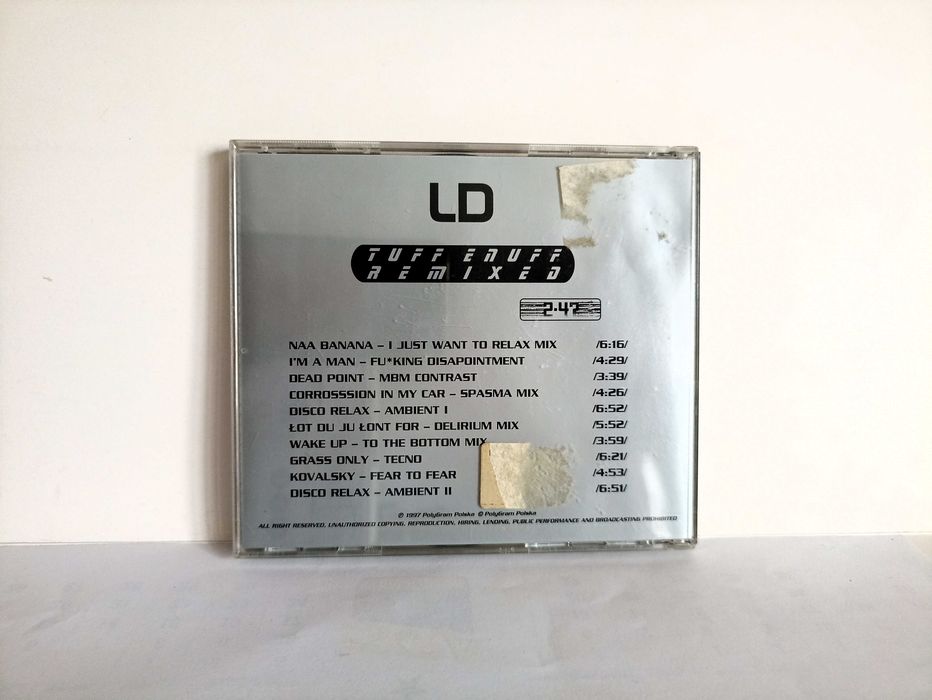 LD
TUFF ENUFF
REMIXED
2·47
NAA BANANA – I JUST WANT TO RELAX MIX /6:16/
I'M A MAN – FU*KING DISAPOINTMENT /4:29/
DEAD POINT – MBM CONTRAST /3:39/
CORROSSSION IN MY CAR – SPASMA MIX /4:26/
DISCO RELAX – AMBIENT I /6:52/
ŁOT DU JU ŁONT FOR – DELIRIUM MIX /5:52/
WAKE UP – TO THE BOTTOM MIX /3:59/
GRASS ONLY – TECNO /6:21/
KOVALSKY – FEAR TO FEAR /4:53/
DISCO RELAX – AMBIENT II /6:51/
℗ 1997 PolyGram Polska © PolyGram Polska
ALL RIGHT RESERVED, UNAUTHORIZED COPYING, REPRODUCTION, HIRING, LENDING, PUBLIC PERFORMANCE AND BROADCASTING PROHIBITED